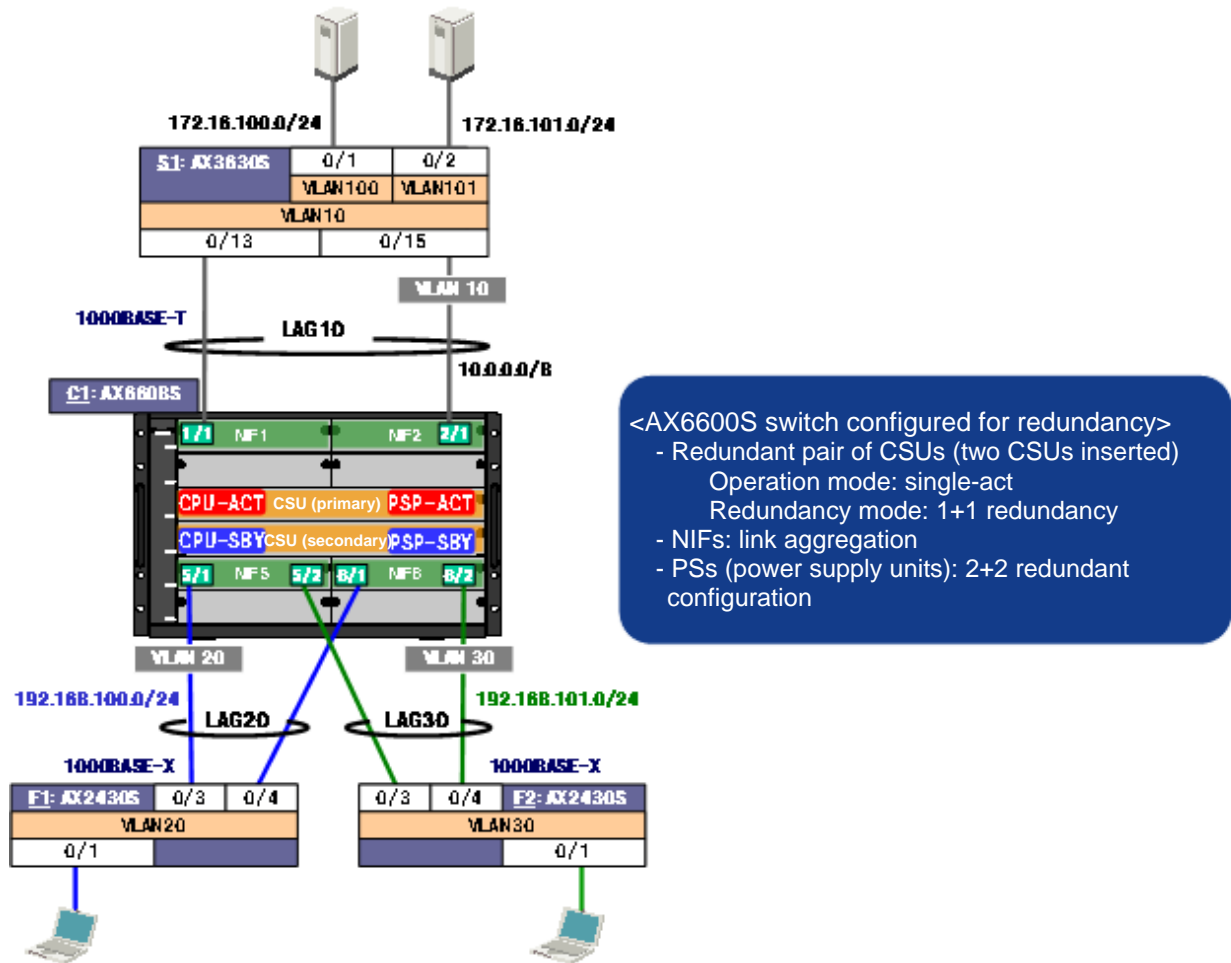 172.16.100.0/24
172.16.101.0/24
S1: AX3630S
0/1
0/2
VLAN100
VLAN101
VLAN10
0/13
0/15
VLAN 10
1000BASE-T
LAG10
10.0.0.0/8
C1: AX6608S
1/1
NIF1
NIF2
2/1
CPU-ACT
CSU (primary)
PSP-ACT
CPU-SBY
CSU (secondary)
PSP-SBY
5/1
NIF5
5/2
6/1
NIF6
6/2
<AX6600S switch configured for redundancy>
- Redundant pair of CSUs (two CSUs inserted)
Operation mode: single-act
Redundancy mode: 1+1 redundancy
- NIFs: link aggregation
- PSs (power supply units): 2+2 redundant
configuration
VLAN 20
VLAN 30
192.168.100.0/24
192.168.101.0/24
LAG20
LAG30
1000BASE-X
1000BASE-X
F1: AX2430S
0/3
0/4
VLAN20
0/1
0/3
0/4
F2: AX2430S
VLAN30
0/1